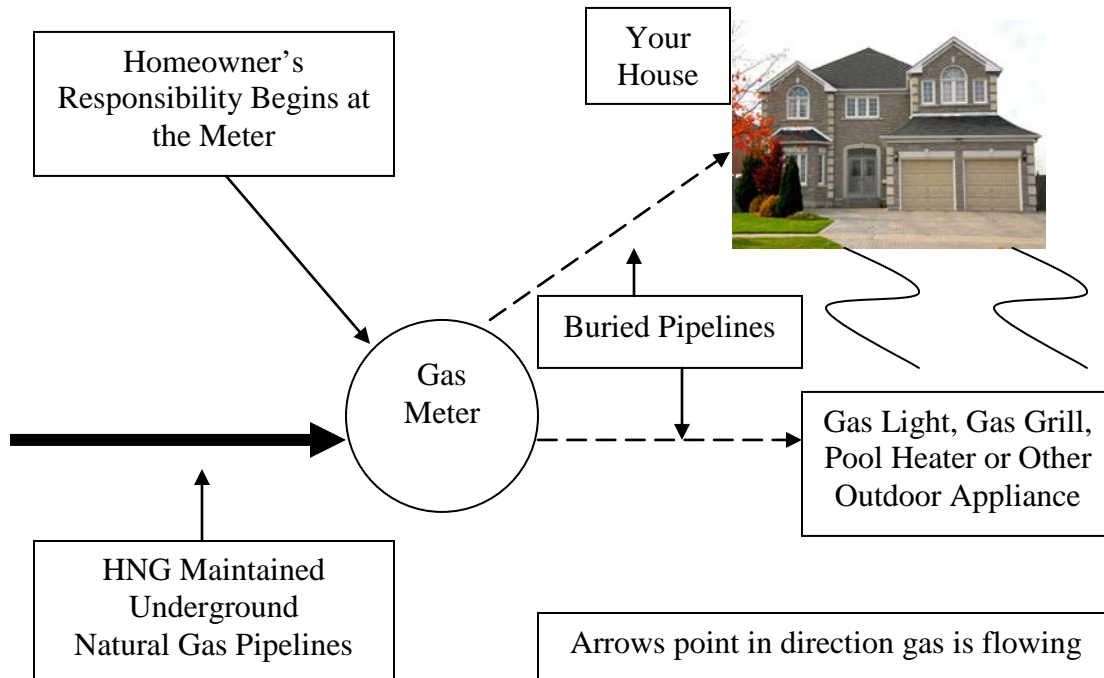 Homeowner’s
Responsibility Begins at
the Meter
Your
House
Buried Pipelines
Gas
Meter
Gas Light, Gas Grill,
Pool Heater or Other
Outdoor Appliance
HNG Maintained
Underground
Natural Gas Pipelines
Arrows point in direction gas is flowing